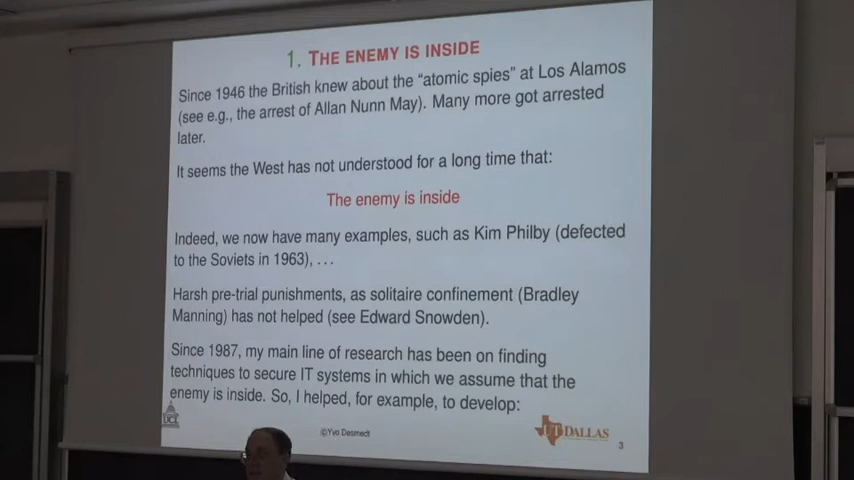 1. THE ENEMY IS INSIDE
Since 1946 the British knew about the “atomic spies” at Los Alamos
(see e.g., the arrest of Allan Nunn May). Many more got arrested
later.
It seems the West has not understood for a long time that:
The enemy is inside
Indeed, we now have many examples, such as Kim Philby (defected
to the Soviets in 1963), ...
Harsh pre-trial punishments, as solitaire confinement (Bradley
Manning) has not helped (see Edward Snowden).
Since 1987, my main line of research has been on finding
techniques to secure IT systems in which we assume that the
enemy is inside. So, I helped, for example, to develop:
UCL
©Yvo Desmedt
UT DALLAS
3